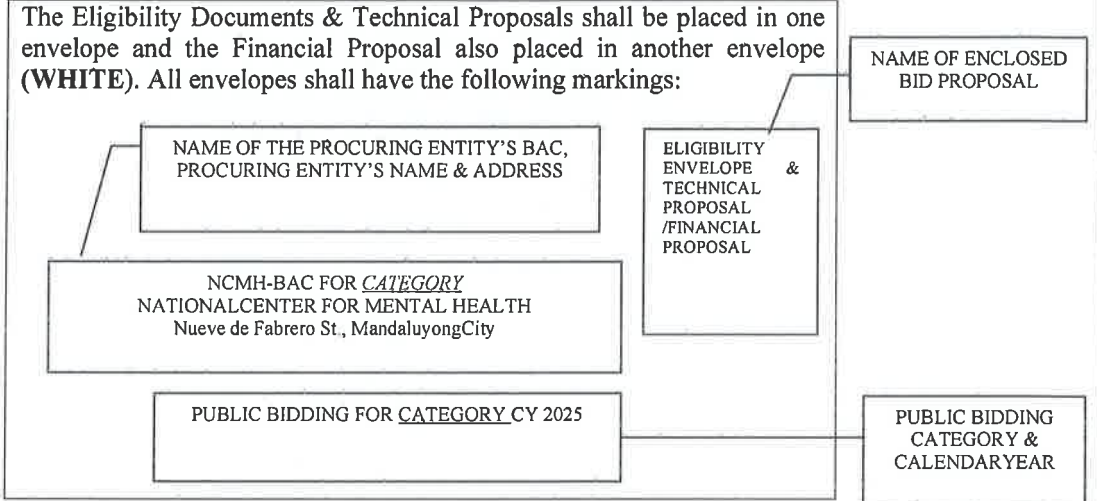 The Eligibility Documents & Technical Proposals shall be placed in one
envelope and the Financial Proposal also placed in another envelope
(WHITE). All envelopes shall have the following markings:
NAME OF ENCLOSED
BID PROPOSAL
NAME OF THE PROCURING ENTITY'S BAC,
PROCURING ENTITY'S NAME & ADDRESS
ELIGIBILITY
ENVELOPE &
TECHNICAL
PROPOSAL
/FINANCIAL
PROPOSAL
NCMH-BAC FOR CATEGORY
NATIONALCENTER FOR MENTAL HEALTH
Nueve de Fabrero St., MandaluyongCity
PUBLIC BIDDING FOR CATEGORY CY 2025
PUBLIC BIDDING
CATEGORY &
CALENDARYEAR